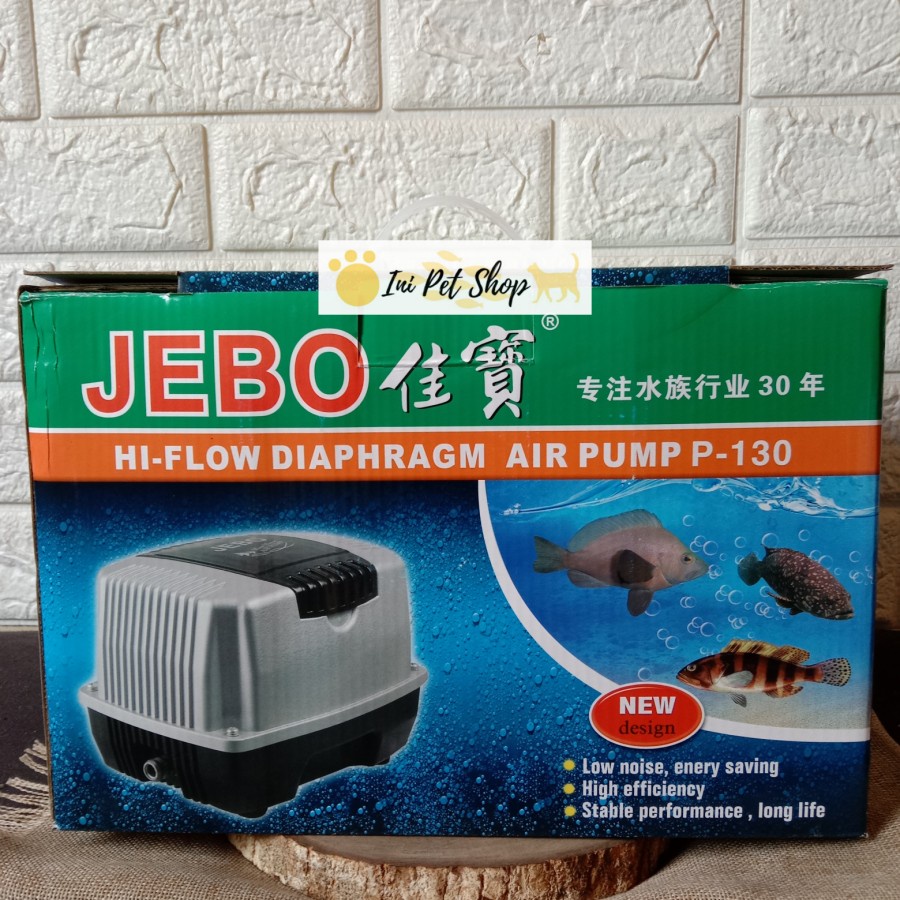 Ini Pet Shop
JEBO 佳寶 ®
专注水族行业 30 年
HI-FLOW DIAPHRAGM AIR PUMP P-130
JEBO
NEW
design
Low noise, enery saving
High efficiency
Stable performance , long life